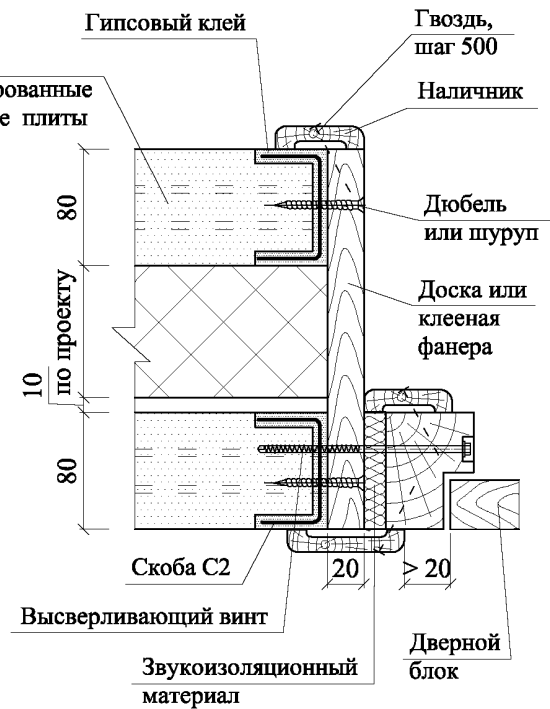 Гипсовый клей
Гвоздь,
шаг 500
Наличник
плиты
80
Дюбель
или шуруп
по проекту
Доска или
клееная
фанера
10
80
Скоба С2
20
> 20
Высверливающий винт
Дверной
блок
Звукоизоляционный
материал